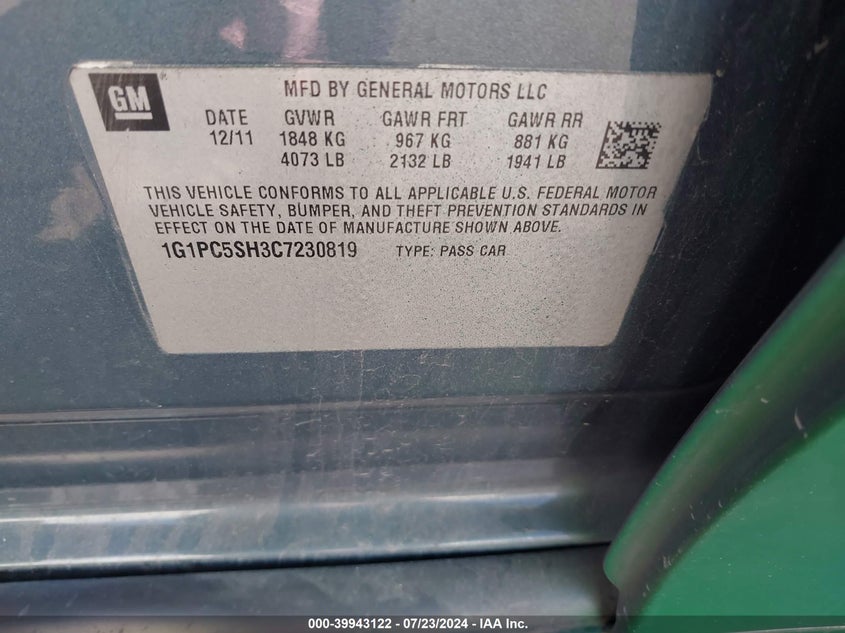 GM
MFD BY GENERAL MOTORS LLC
DATE GVWR GAWR FRT GAWR RR
12/11 1848 KG 967 KG 881 KG
4073 LB 2132 LB 1941 LB
THIS VEHICLE CONFORMS TO ALL APPLICABLE U.S. FEDERAL MOTOR
VEHICLE SAFETY, BUMPER, AND THEFT PREVENTION STANDARDS IN
EFFECT ON THE DATE OF MANUFACTURE SHOWN ABOVE.
1G1PC5SH3C7230819 TYPE: PASS CAR
000-39943122 - 07/23/2024 - IAA Inc.